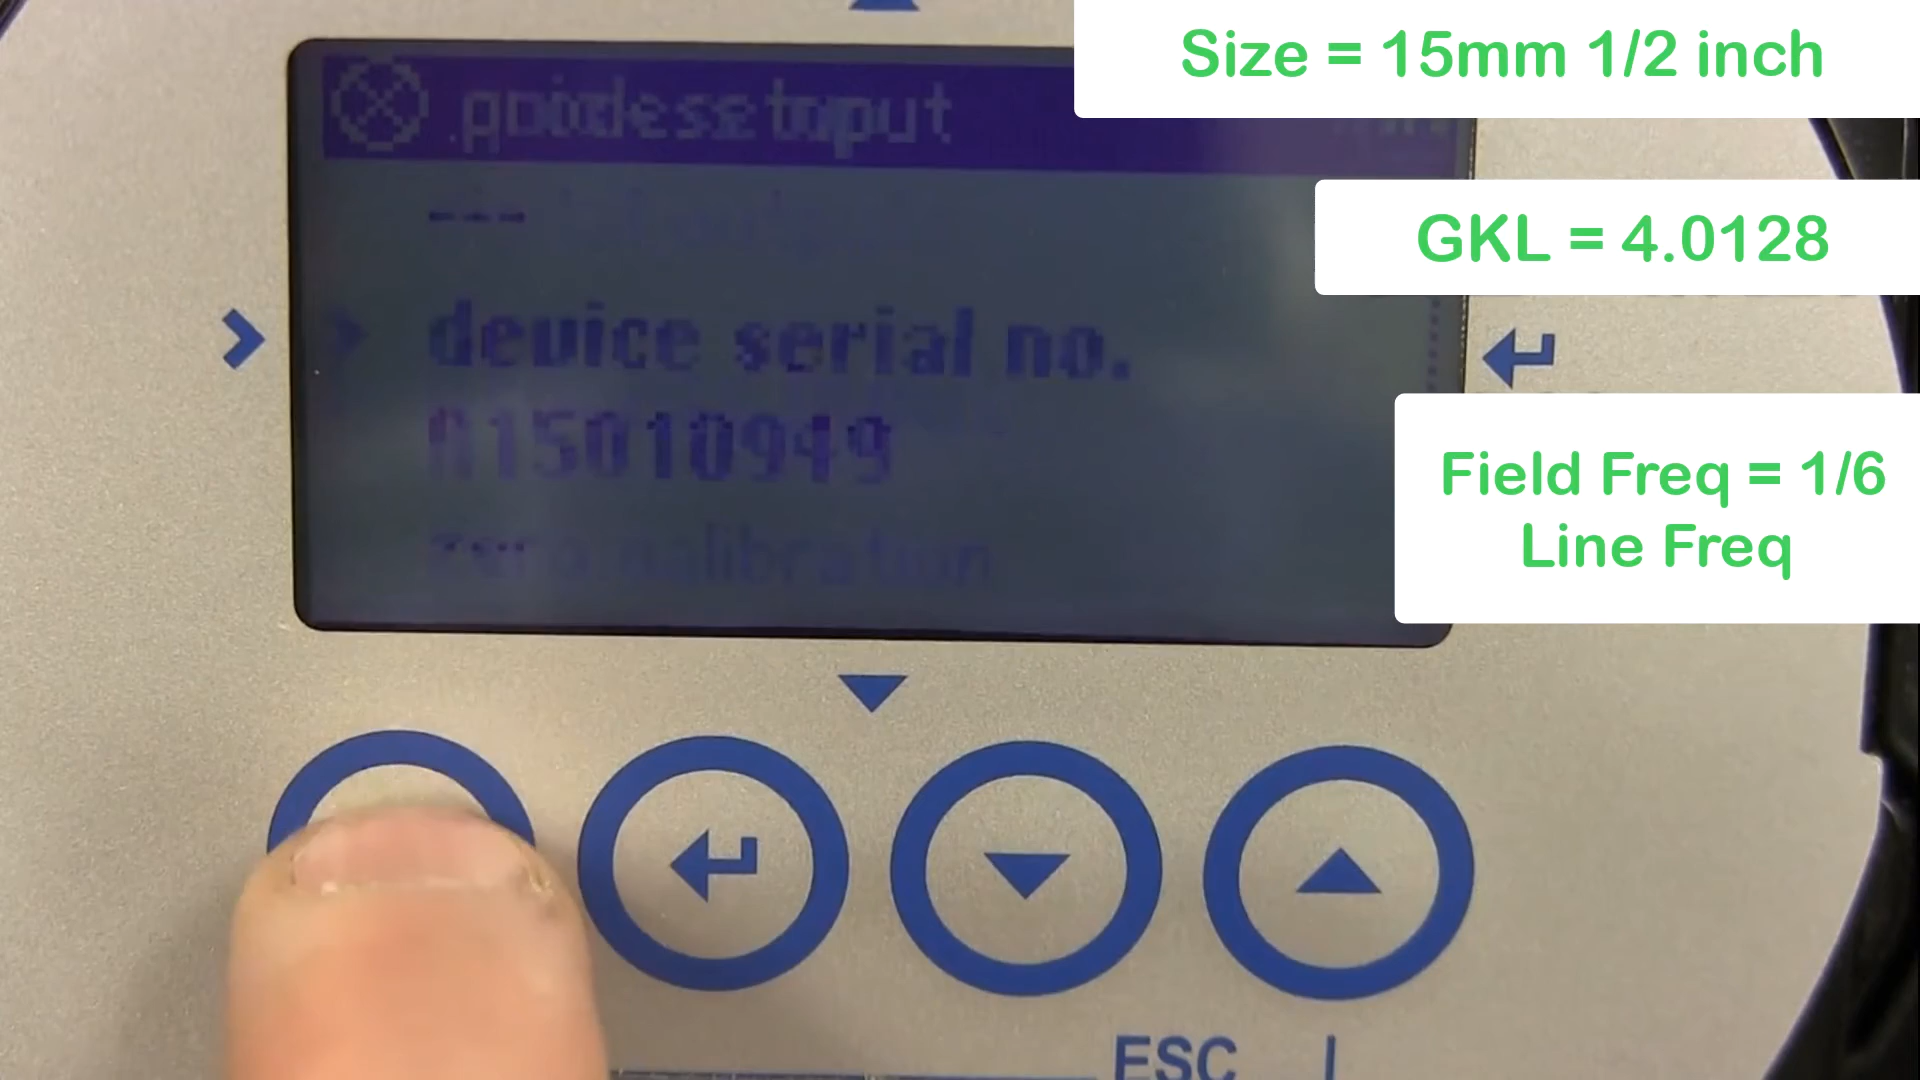 Size = 15mm 1/2 inch
---
GKL = 4.0128
device serial no.
A15010949
Field Freq = 1/6
Line Freq
zero calibration
ESC